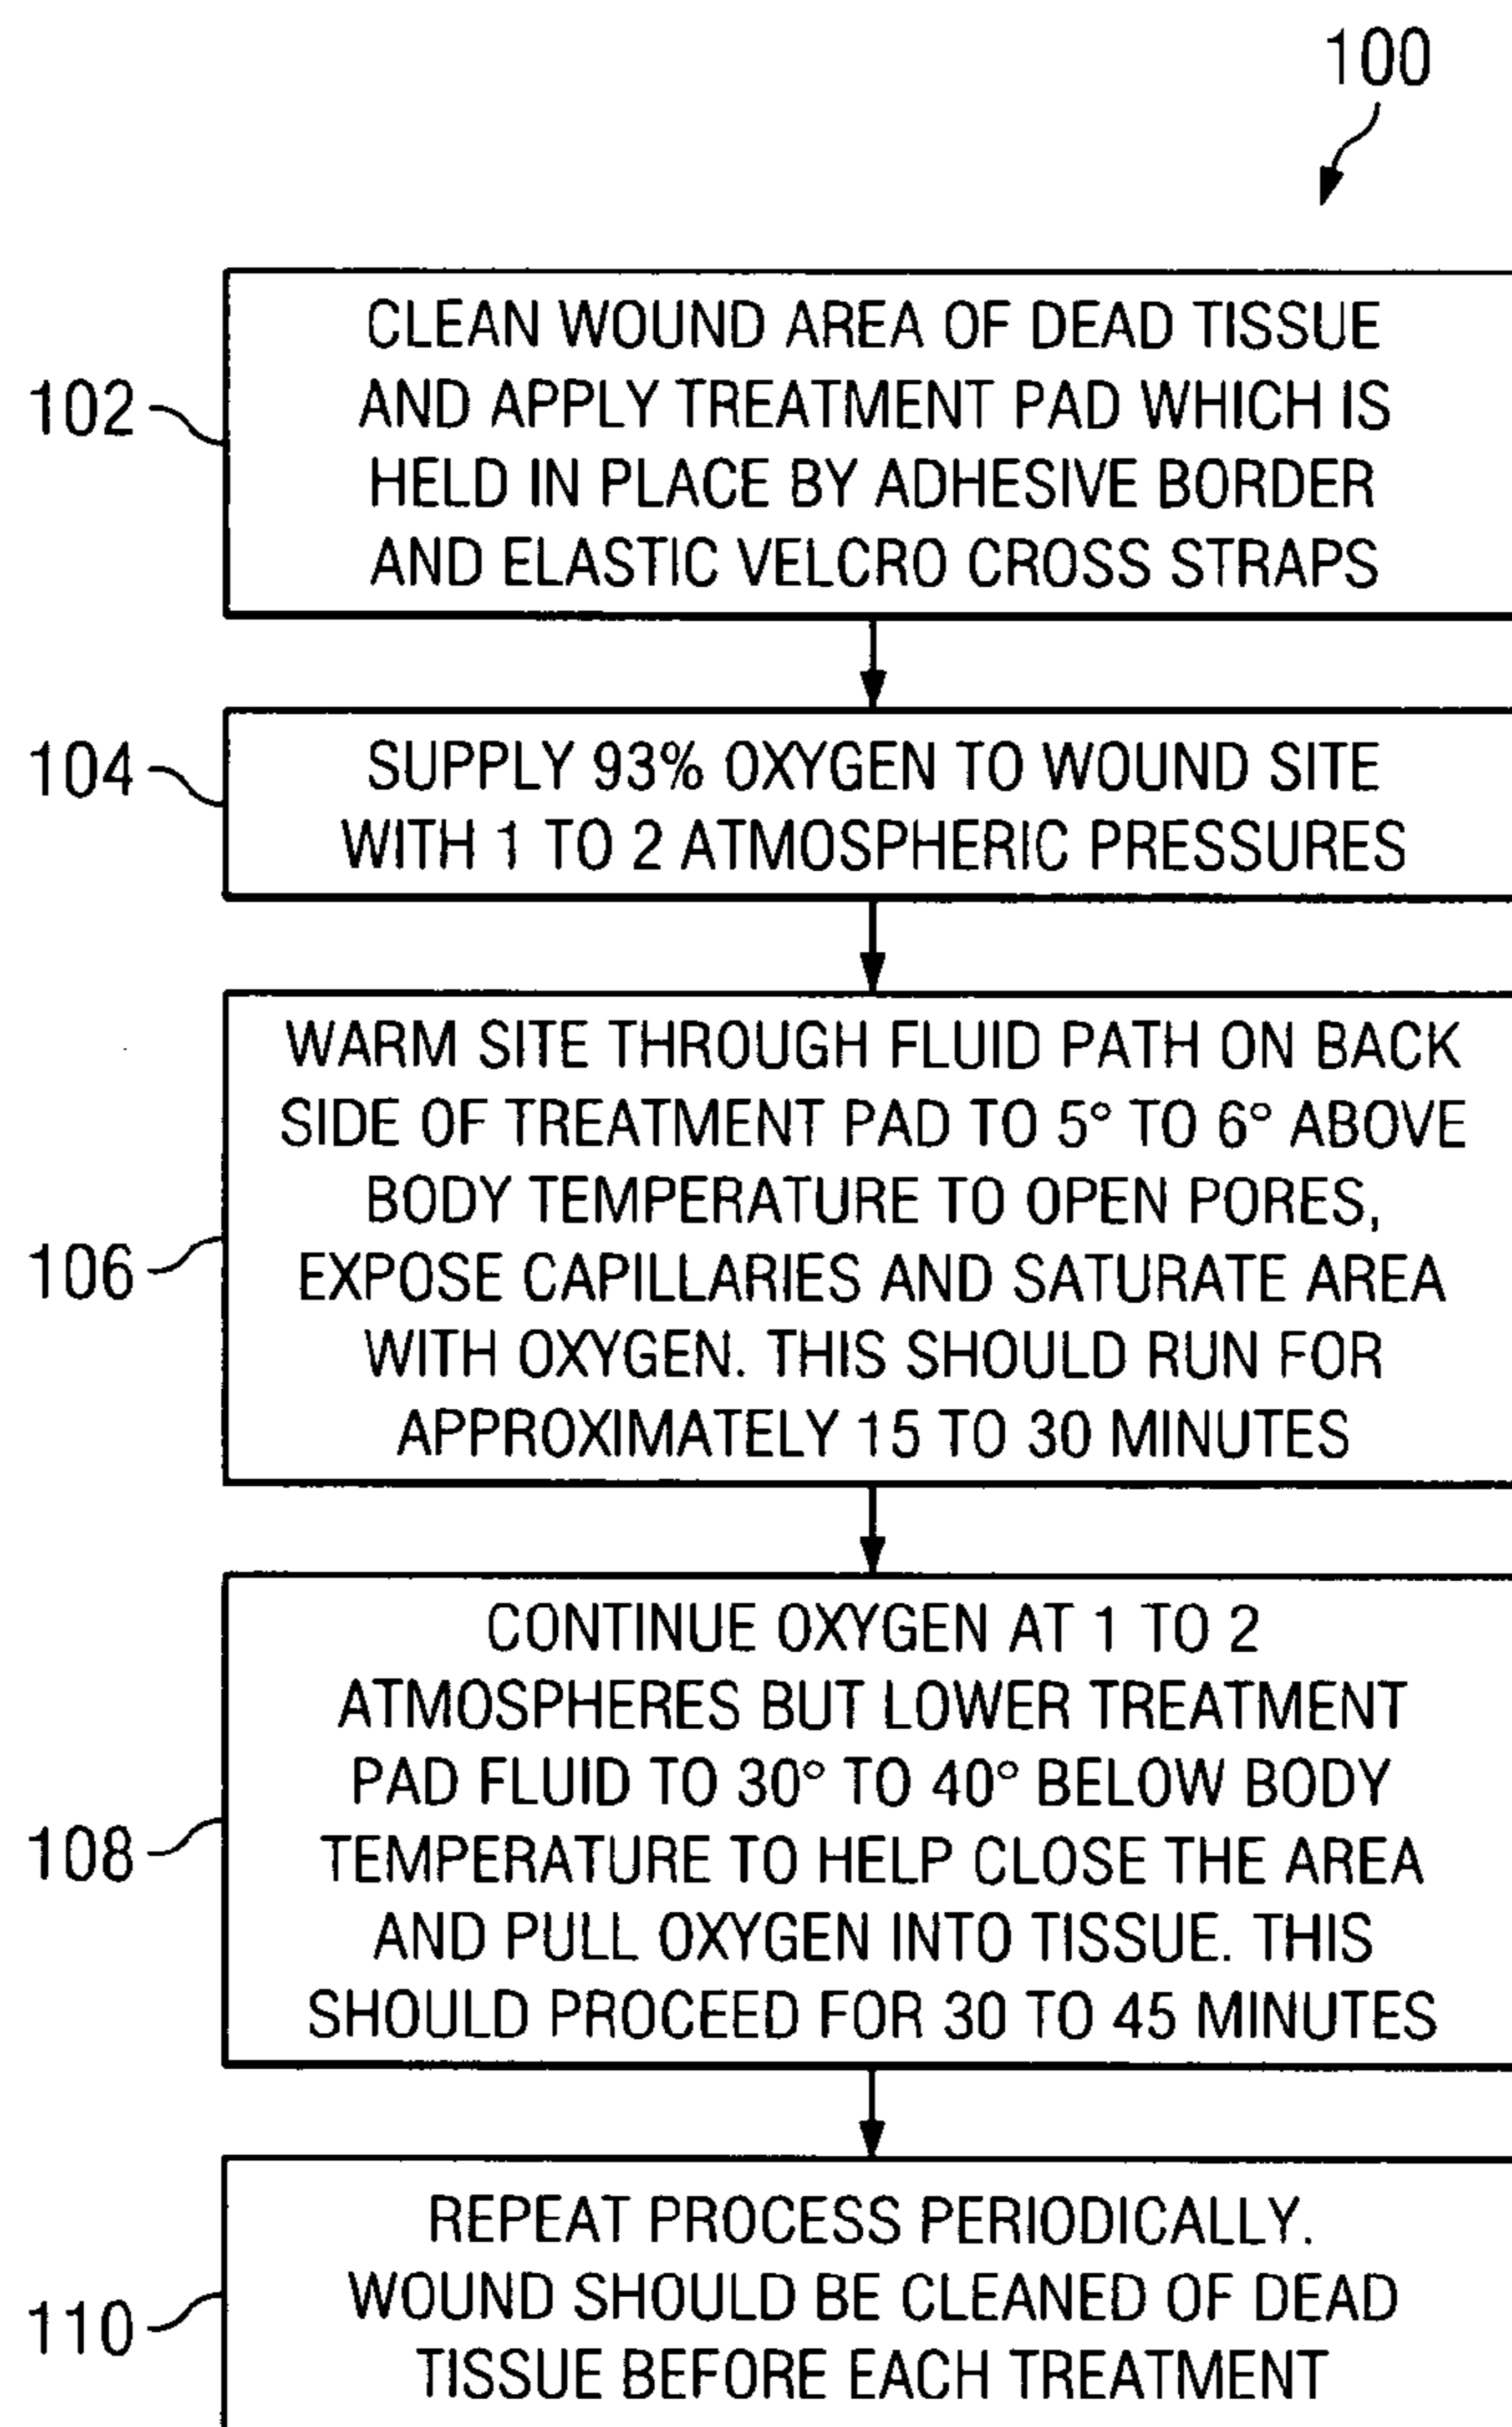 100
102
CLEAN WOUND AREA OF DEAD TISSUE
AND APPLY TREATMENT PAD WHICH IS
HELD IN PLACE BY ADHESIVE BORDER
AND ELASTIC VELCRO CROSS STRAPS
104
SUPPLY 93% OXYGEN TO WOUND SITE
WITH 1 TO 2 ATMOSPHERIC PRESSURES
106
WARM SITE THROUGH FLUID PATH ON BACK
SIDE OF TREATMENT PAD TO 5° TO 6° ABOVE
BODY TEMPERATURE TO OPEN PORES,
EXPOSE CAPILLARIES AND SATURATE AREA
WITH OXYGEN. THIS SHOULD RUN FOR
APPROXIMATELY 15 TO 30 MINUTES
108
CONTINUE OXYGEN AT 1 TO 2
ATMOSPHERES BUT LOWER TREATMENT
PAD FLUID TO 30° TO 40° BELOW BODY
TEMPERATURE TO HELP CLOSE THE AREA
AND PULL OXYGEN INTO TISSUE. THIS
SHOULD PROCEED FOR 30 TO 45 MINUTES
110
REPEAT PROCESS PERIODICALLY.
WOUND SHOULD BE CLEANED OF DEAD
TISSUE BEFORE EACH TREATMENT